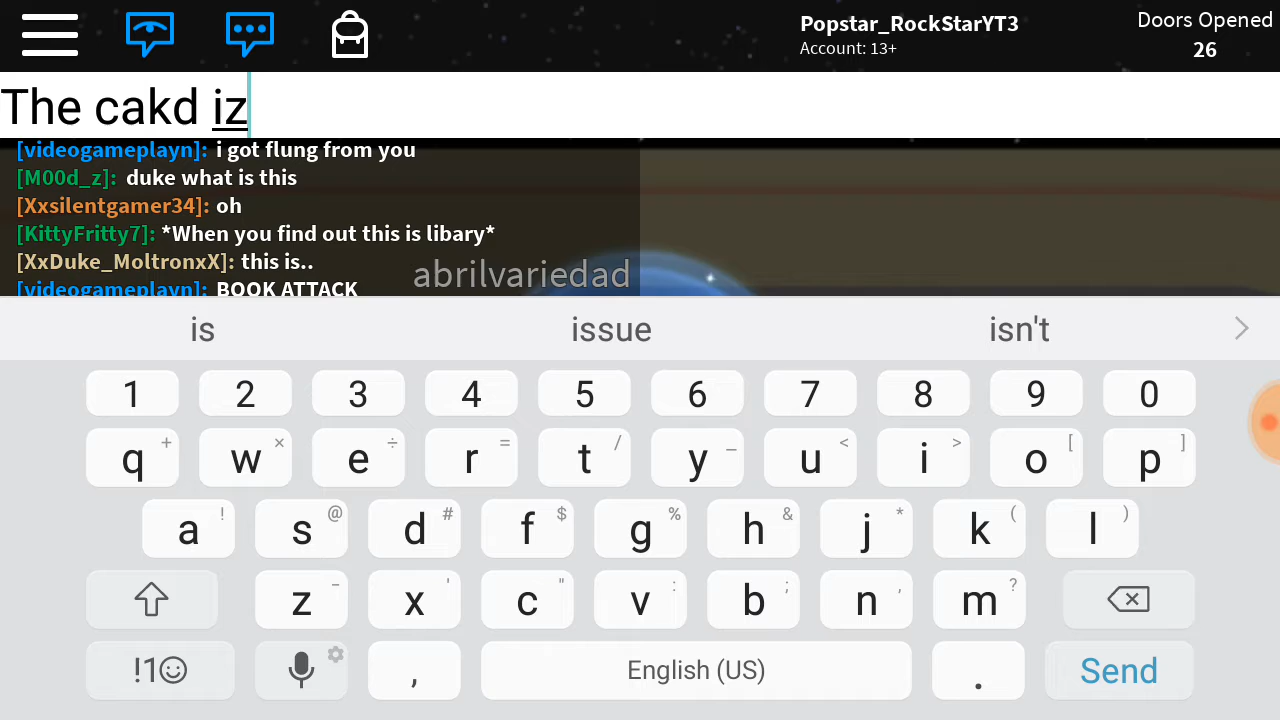 Popstar_RockStarYT3
Account: 13+
Doors Opened
26
The cakd iz
[videogameplayn]: i got flung from you
[M00d_z]: duke what is this
[Xxsilentgamer34]: oh
[KittyFritty7]: *When you find out this is libary*
[XxDuke_MoltronxX]: this is..
abrilvariedad
[videogameplayn]: BOOK ATTACK
is issue isn't
1 2 3 4 5 6 7 8 9 0
q + w × e ÷ r = t / y _ u < i > o [ p ]
a ! s @ d # f $ g % h & j * k ( l )
z - x ' c " v : b ; n , m ?
!1☺ , English (US) . Send